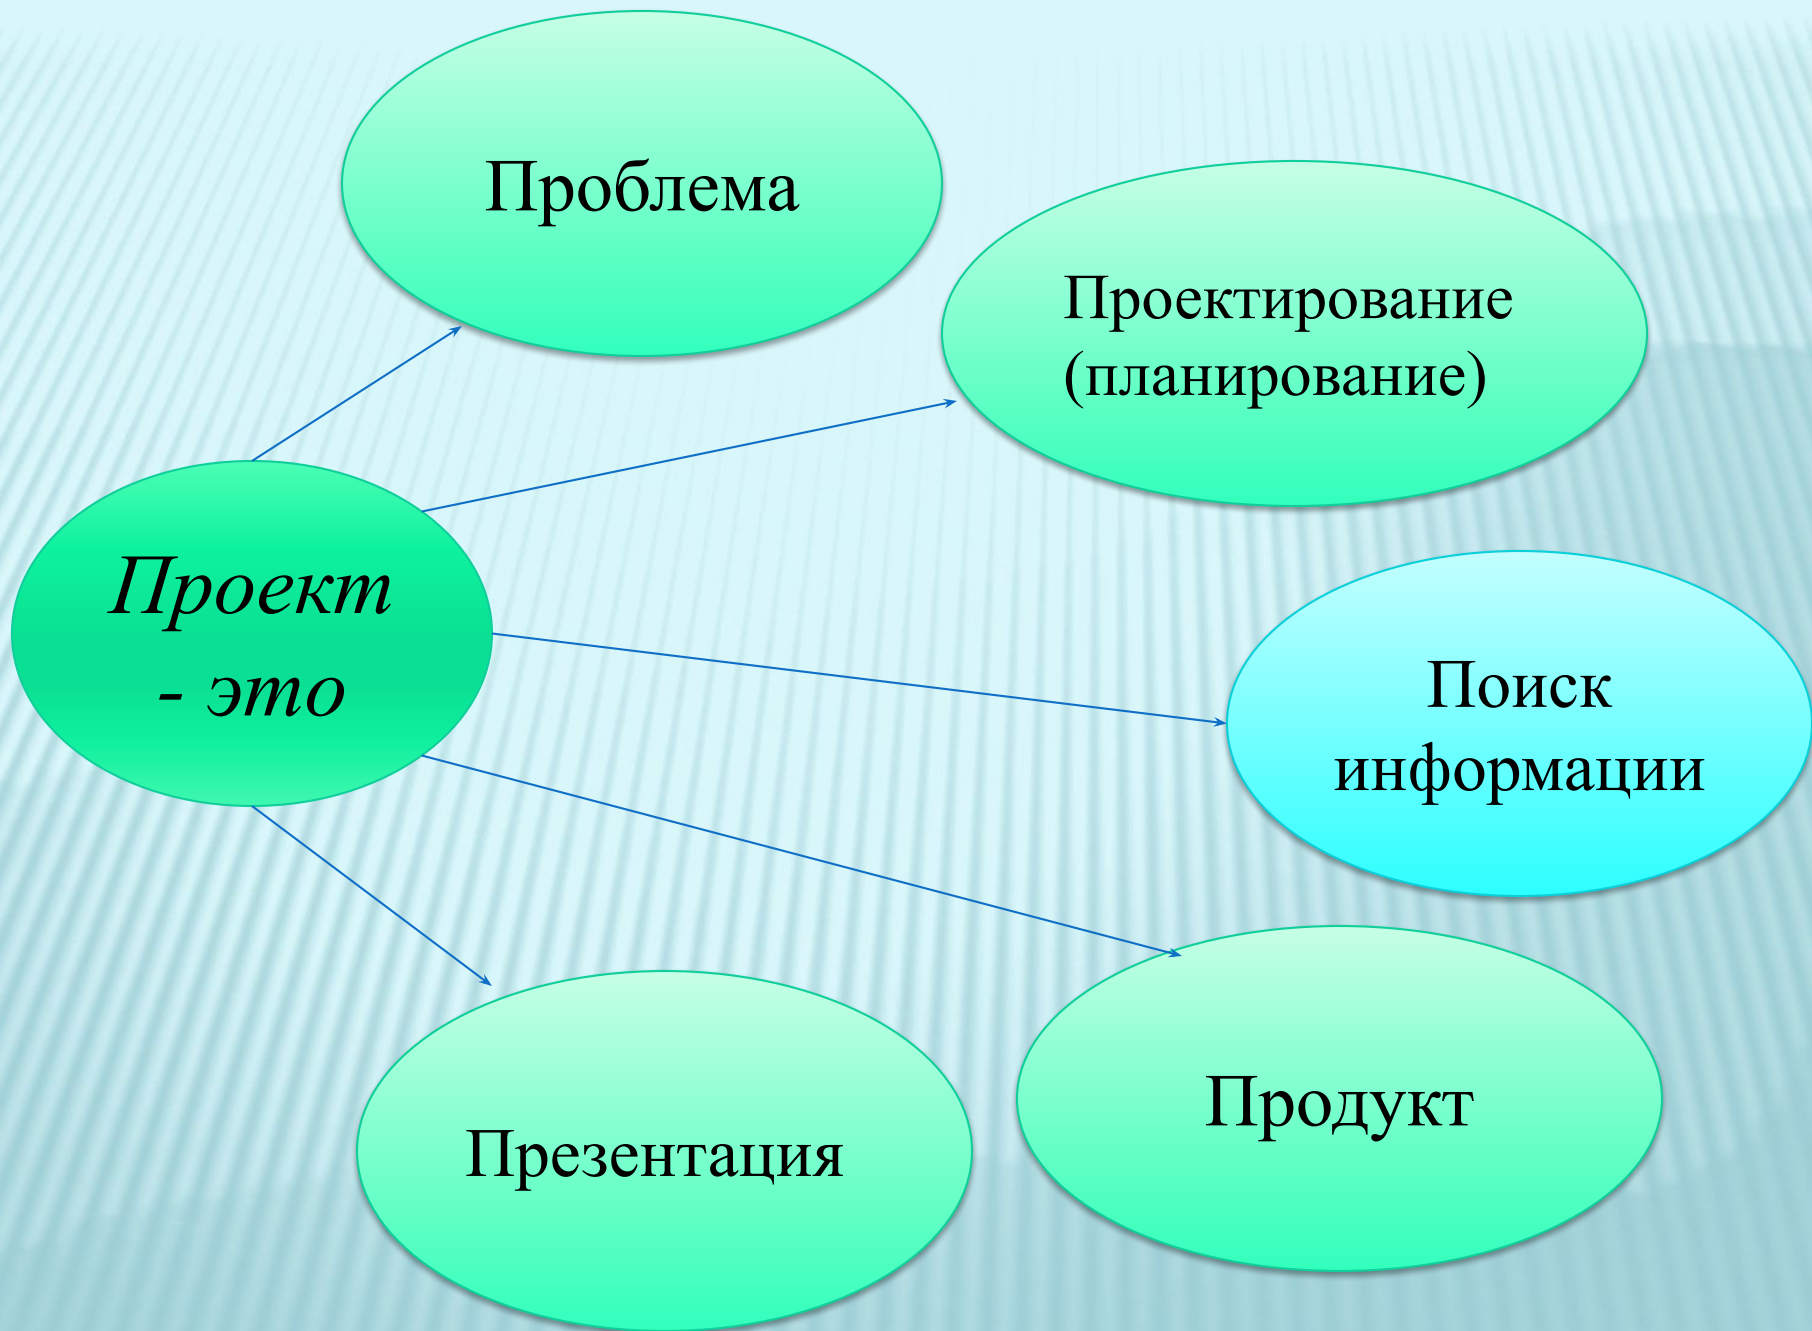 Проблема
Проектирование
(планирование)
Проект
- это
Поиск
информации
Продукт
Презентация